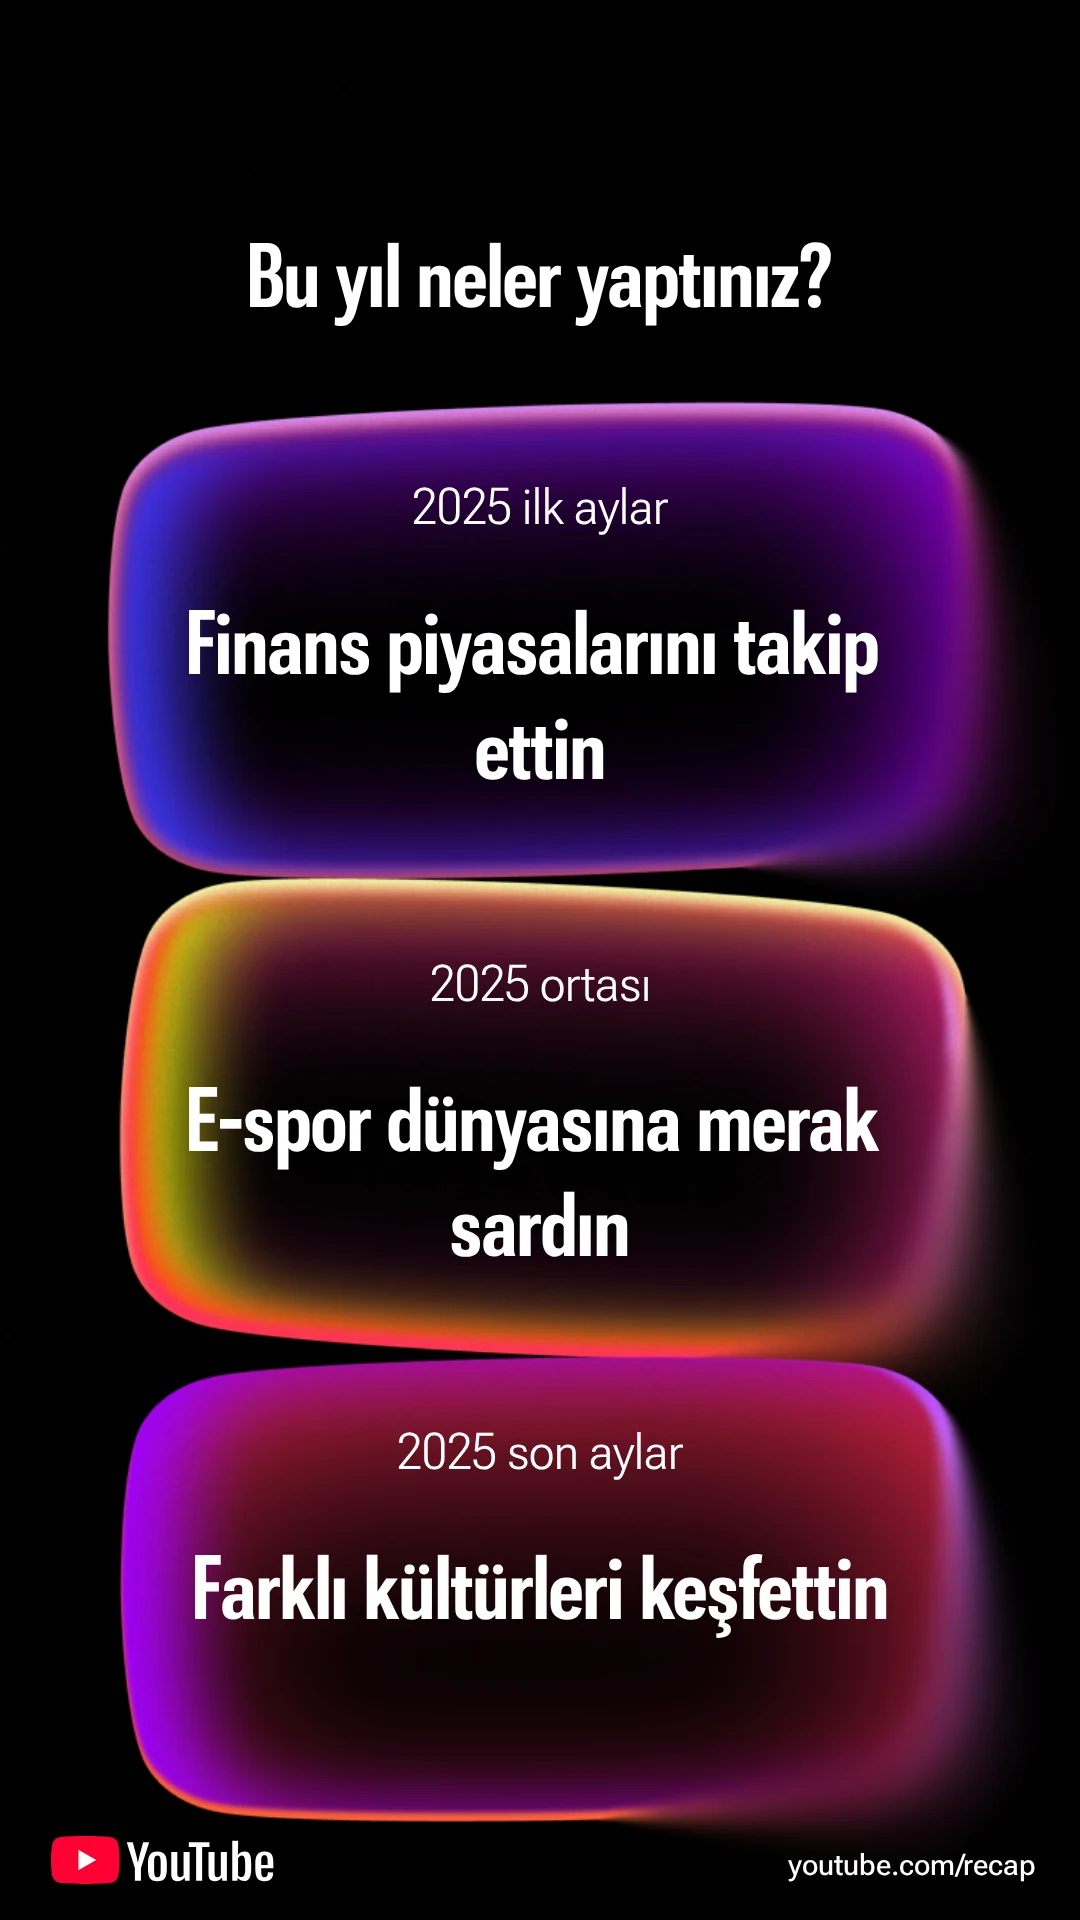 Bu yıl neler yaptınız?
2025 ilk aylar
Finans piyasalarını takip
ettin
2025 ortası
E-spor dünyasına merak
sardın
2025 son aylar
Farklı kültürleri keşfettin
YouTube
youtube.com/recap